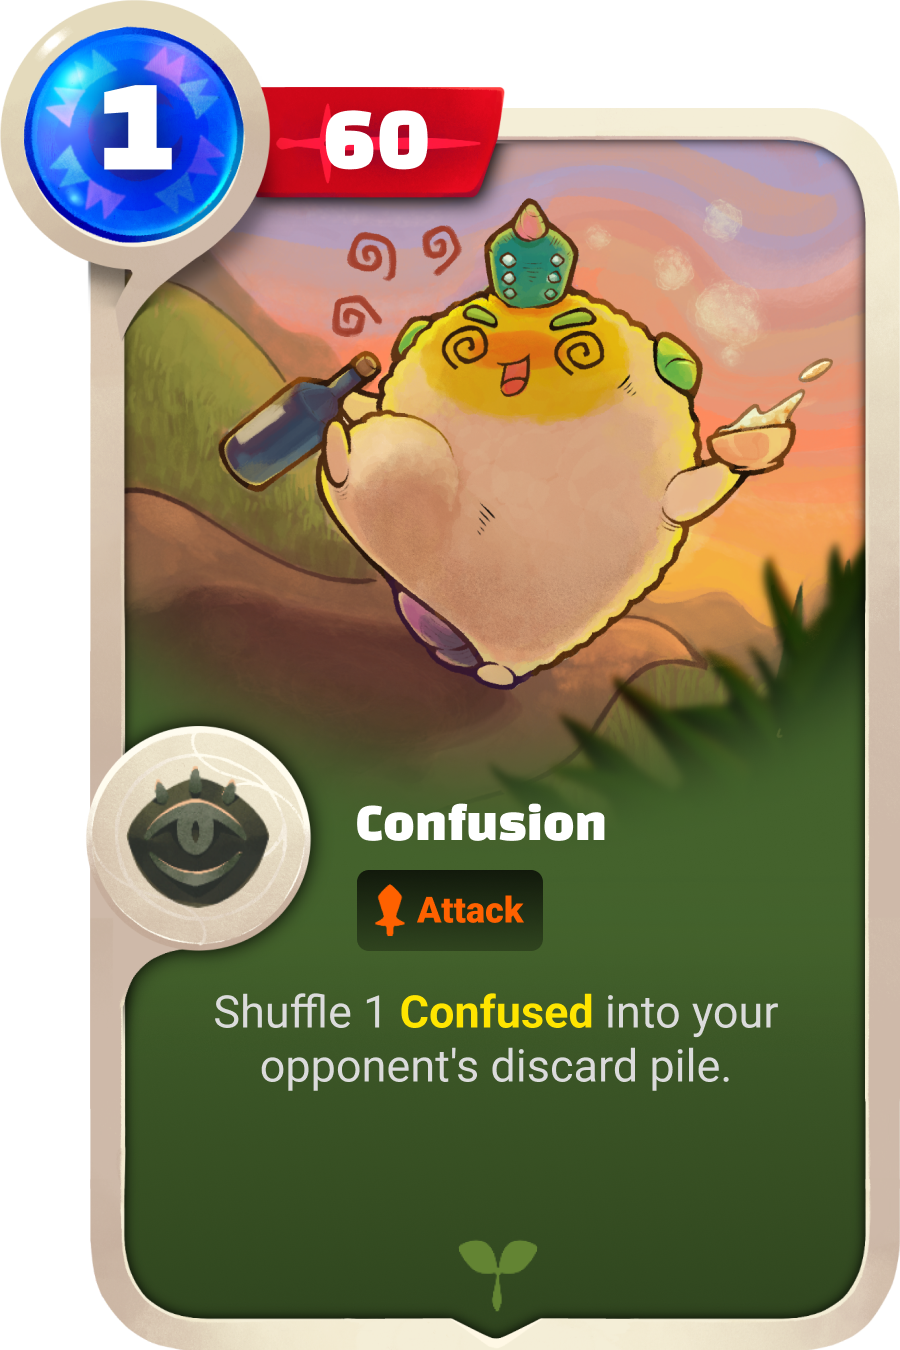 1
60
Confusion
Attack
Shuffle 1 Confused into your
opponent's discard pile.